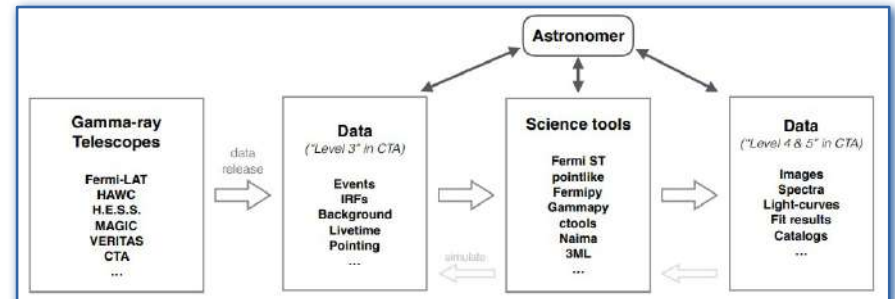 Astronomer
Gamma-ray
Telescopes
Fermi-LAT
HAWC
H.E.S.S.
MAGIC
VERITAS
CTA
...
data
release
Data
("Level 3" in CTA)
Events
IRFs
Background
Livetime
Pointing
...
simulate
Science tools
Fermi ST
pointlike
Fermipy
Gammapy
ctools
Naima
3ML
...
Data
("Level 4 & 5" in CTA)
Images
Spectra
Light-curves
Fit results
Catalogs
...